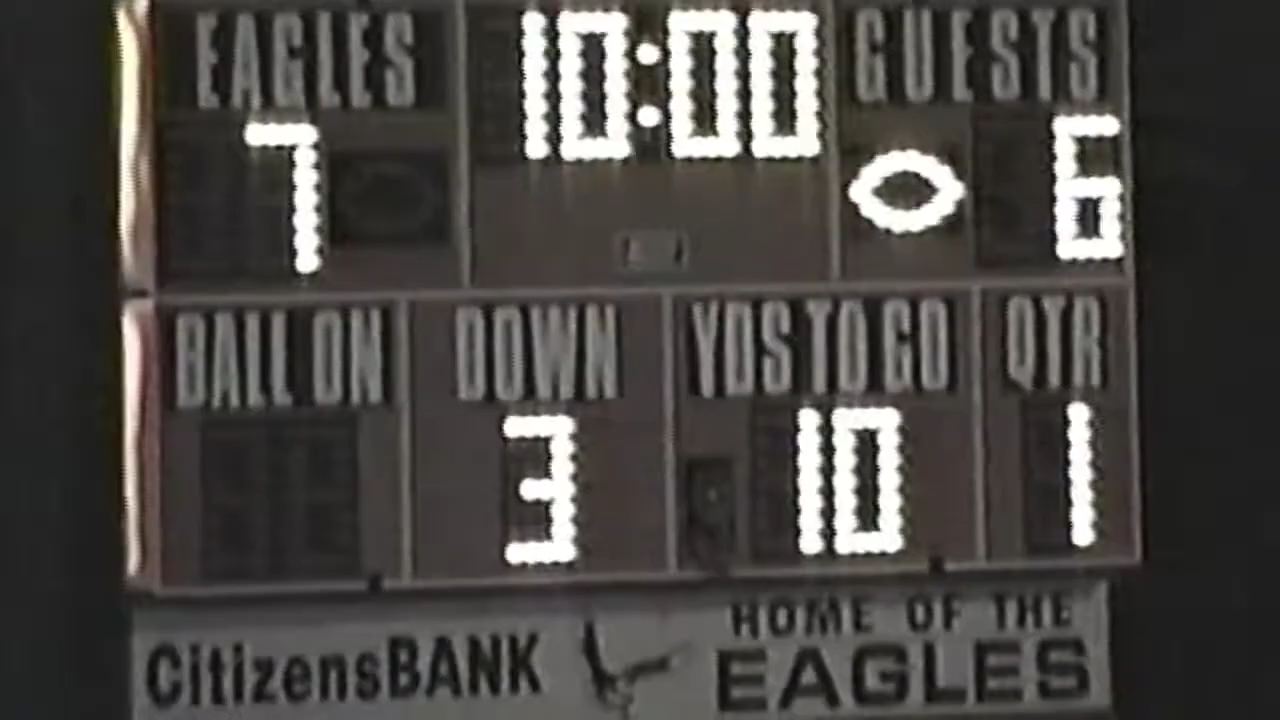 EAGLES 10:00 GUESTS
7 6
BALL ON DOWN YDS TO GO QTR
3 10 1
CitizensBANK HOME OF THE
EAGLES